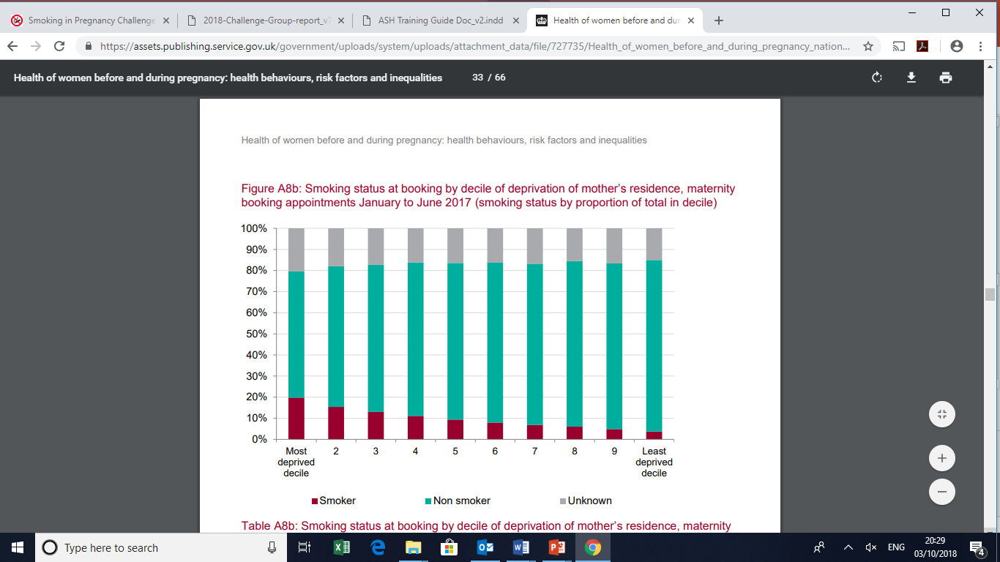 Smoking in Pregnancy Challenge
2018-Challenge-Group-report_v7
ASH Training Guide Doc_v2.indd
Health of women before and dur
https://assets.publishing.service.gov.uk/government/uploads/system/uploads/attachment_data/file/727735/Health_of_women_before_and_during_pregnancy_nation...
Health of women before and during pregnancy: health behaviours, risk factors and inequalities 33 / 66
Health of women before and during pregnancy: health behaviours, risk factors and inequalities
Figure A8b: Smoking status at booking by decile of deprivation of mother's residence, maternity
booking appointments January to June 2017 (smoking status by proportion of total in decile)
100%
90%
80%
70%
60%
50%
40%
30%
20%
10%
0%
Most deprived decile
2
3
4
5
6
7
8
9
Least deprived decile
Smoker Non smoker Unknown
Table A8b: Smoking status at booking by decile of deprivation of mother's residence, maternity
Type here to search
ENG
20:29
03/10/2018
4